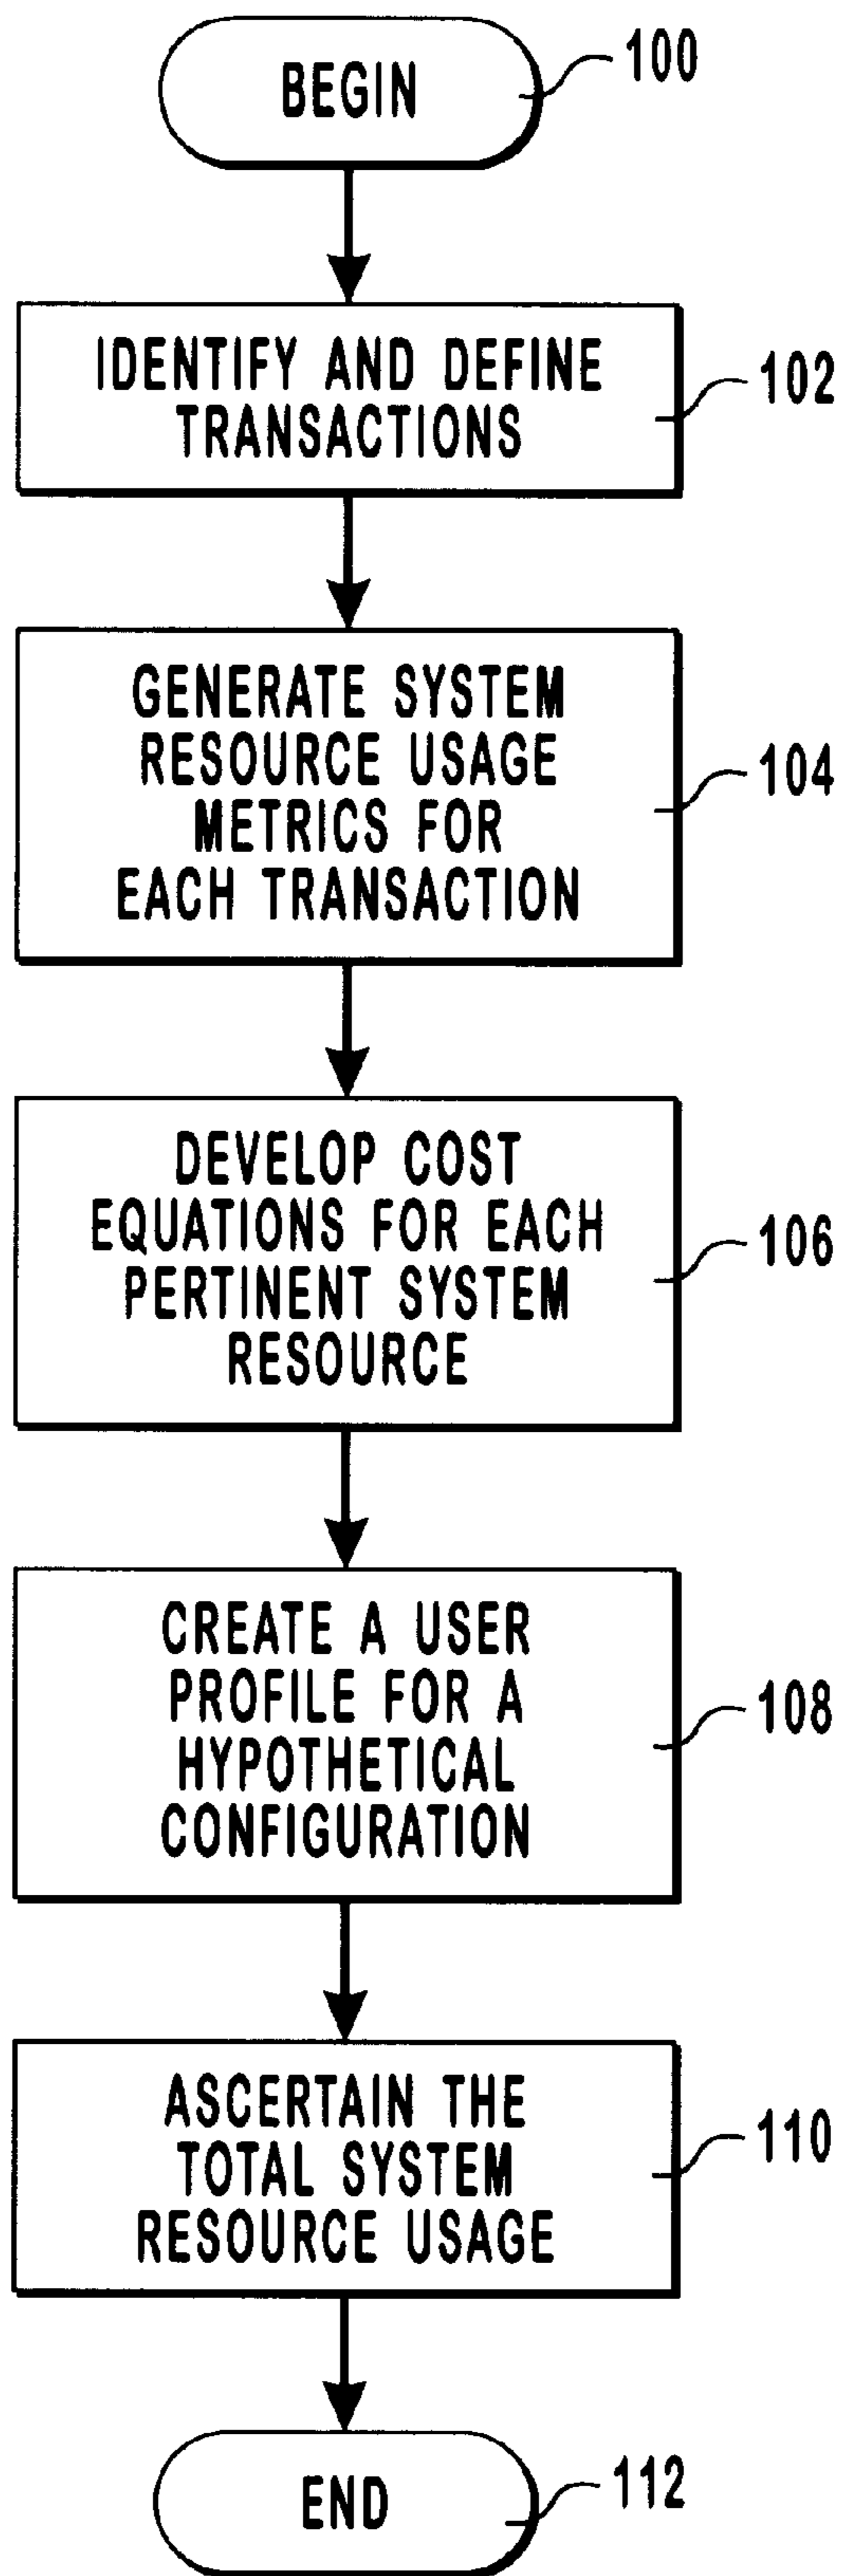 BEGIN
100
IDENTIFY AND DEFINE
TRANSACTIONS
102
GENERATE SYSTEM
RESOURCE USAGE
METRICS FOR
EACH TRANSACTION
104
DEVELOP COST
EQUATIONS FOR EACH
PERTINENT SYSTEM
RESOURCE
106
CREATE A USER
PROFILE FOR A
HYPOTHETICAL
CONFIGURATION
108
ASCERTAIN THE
TOTAL SYSTEM
RESOURCE USAGE
110
END
112